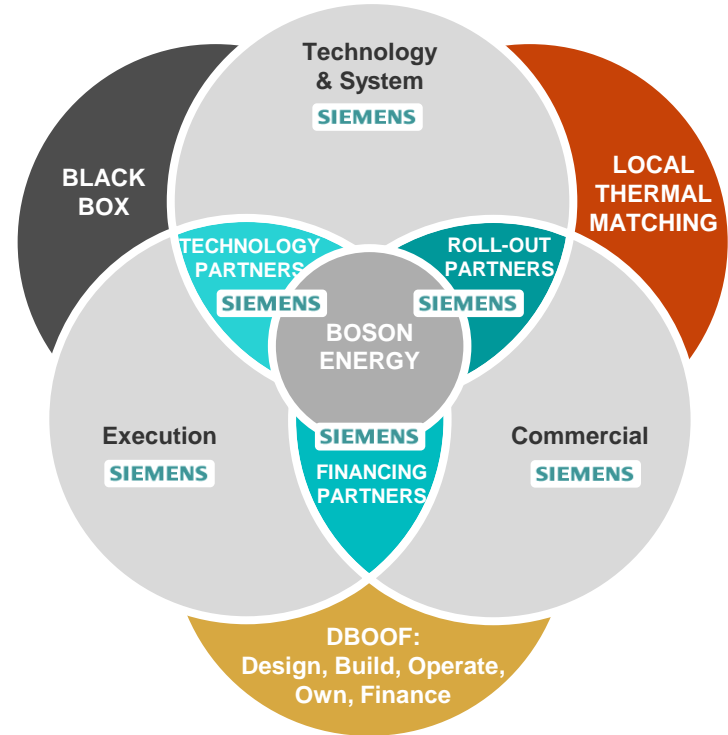 Technology
& System
SIEMENS
BLACK
BOX
LOCAL
THERMAL
MATCHING
TECHNOLOGY
PARTNERS
SIEMENS
ROLL-OUT
PARTNERS
SIEMENS
BOSON
ENERGY
Execution
SIEMENS
SIEMENS
FINANCING
PARTNERS
Commercial
SIEMENS
DBOOF:
Design, Build, Operate,
Own, Finance